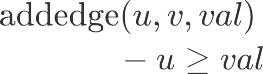 addedge(u, v, val)
− u ≥ val